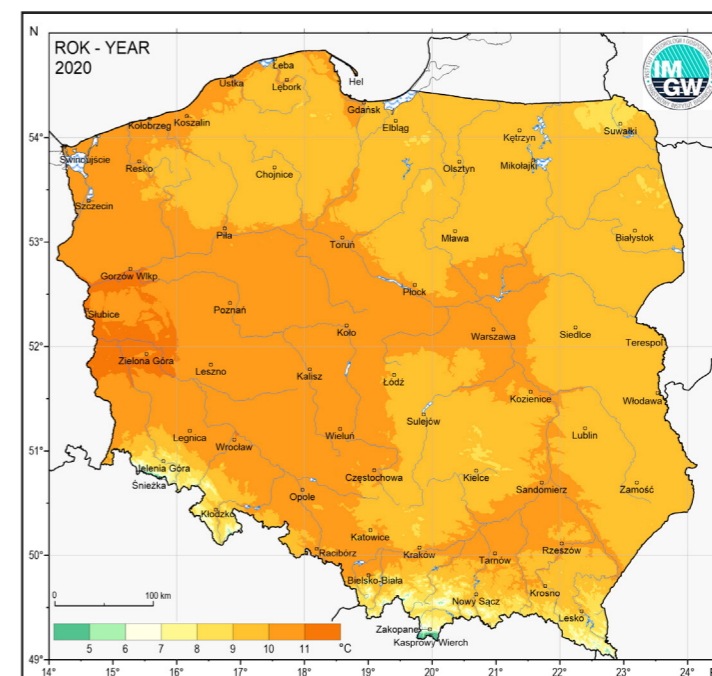 N
ROK - YEAR
2020
IM
GW
Łeba
Hel
Ustka
Lębork
Gdańsk
Kołobrzeg
Koszalin
Elbląg
Suwałki
54°
Kętrzyn
Świnoujście
Resko
Chojnice
Olsztyn
Mikołajki
Szczecin
Piła
Toruń
Mława
Białystok
53°
Gorzów Wlkp.
Płock
Słubice
Poznań
Koło
Warszawa
Siedlce
Terespol
52°
Zielona Góra
Leszno
Kalisz
Łódź
Kozienice
Włodawa
Sulejów
Legnica
Wrocław
Wieluń
Lublin
51°
Jelenia Góra
Śnieżka
Częstochowa
Kielce
Opole
Sandomierz
Zamość
Kłodzko
Katowice
50°
Racibórz
Kraków
Tarnów
Rzeszów
Bielsko-Biała
Krosno
0 100 km
Nowy Sącz
Lesko
Zakopane
Kasprowy Wierch
5 6 7 8 9 10 11 °C
49°
14° 15° 16° 17° 18° 19° 20° 21° 22° 23° 24° E